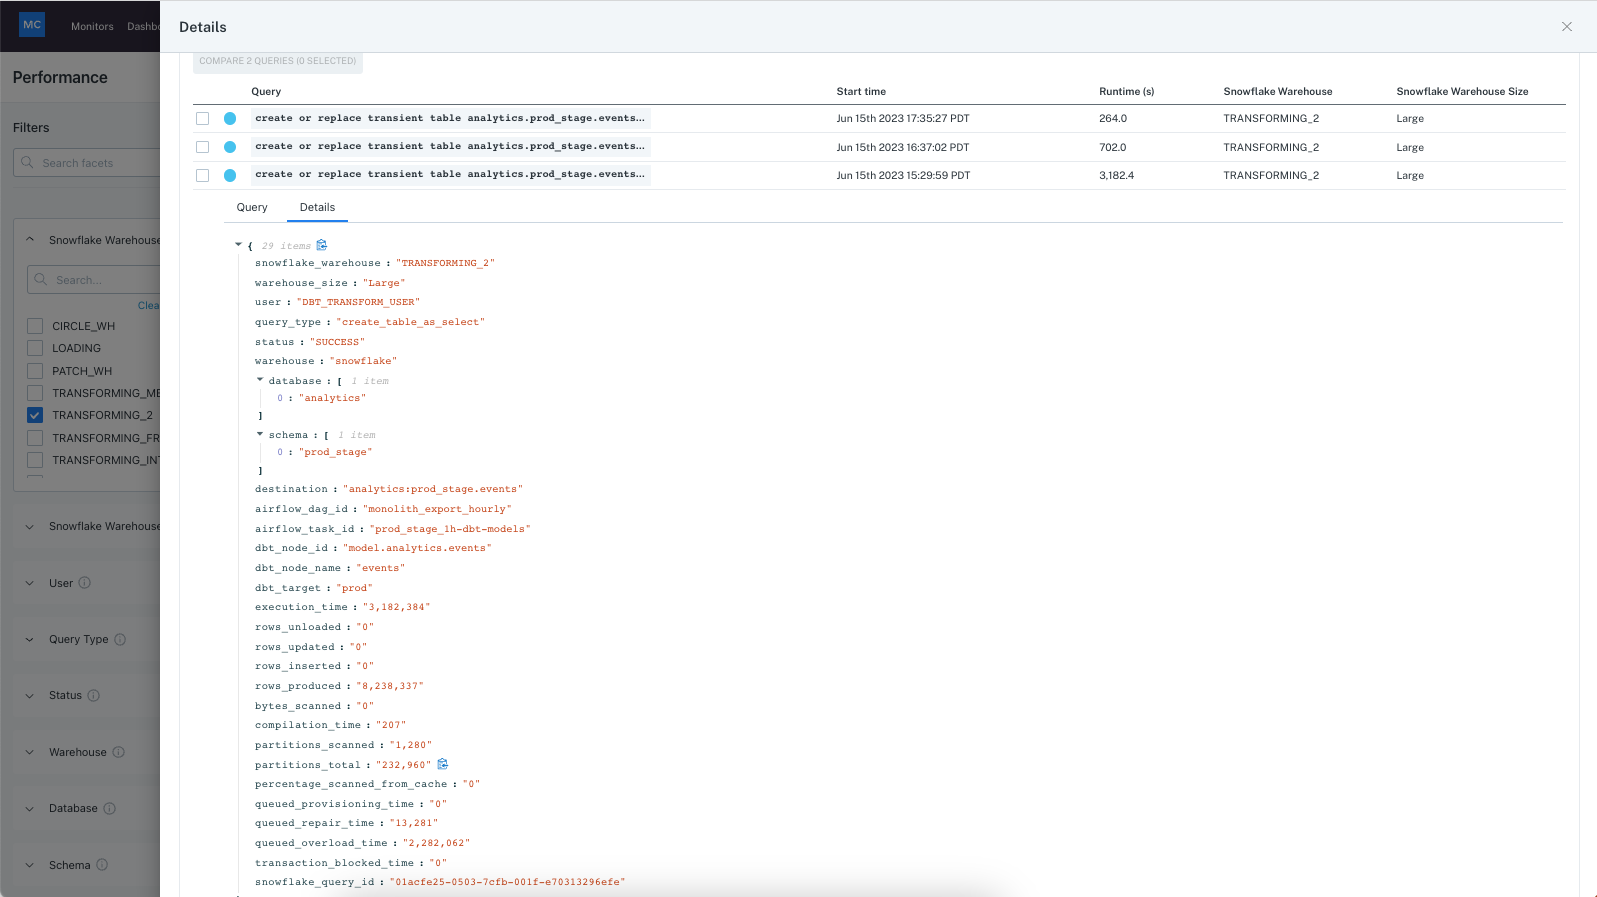 MC
Monitors
Dashbo
Details
Performance
Filters
Search facets
Snowflake Warehouse
Search...
Clea
CIRCLE_WH
LOADING
PATCH_WH
TRANSFORMING_ME
TRANSFORMING_2
TRANSFORMING_FR
TRANSFORMING_INT
Snowflake Warehouse
User
Query Type
Status
Warehouse
Database
Schema
COMPARE 2 QUERIES (0 SELECTED)
Query Start time Runtime (s) Snowflake Warehouse Snowflake Warehouse Size
create or replace transient table analytics.prod_stage.events… Jun 15th 2023 17:35:27 PDT 264.0 TRANSFORMING_2 Large
create or replace transient table analytics.prod_stage.events… Jun 15th 2023 16:37:02 PDT 702.0 TRANSFORMING_2 Large
create or replace transient table analytics.prod_stage.events… Jun 15th 2023 15:29:59 PDT 3,182.4 TRANSFORMING_2 Large
Query Details
{ 29 items
snowflake_warehouse : "TRANSFORMING_2"
warehouse_size : "Large"
user : "DBT_TRANSFORM_USER"
query_type : "create_table_as_select"
status : "SUCCESS"
warehouse : "snowflake"
database : [ 1 item
0 : "analytics"
]
schema : [ 1 item
0 : "prod_stage"
]
destination : "analytics:prod_stage.events"
airflow_dag_id : "monolith_export_hourly"
airflow_task_id : "prod_stage_1h-dbt-models"
dbt_node_id : "model.analytics.events"
dbt_node_name : "events"
dbt_target : "prod"
execution_time : "3,182,384"
rows_unloaded : "0"
rows_updated : "0"
rows_inserted : "0"
rows_produced : "8,238,337"
bytes_scanned : "0"
compilation_time : "207"
partitions_scanned : "1,280"
partitions_total : "232,960"
percentage_scanned_from_cache : "0"
queued_provisioning_time : "0"
queued_repair_time : "13,281"
queued_overload_time : "2,282,062"
transaction_blocked_time : "0"
snowflake_query_id : "01acfe25-0503-7cfb-001f-e70313296efe"